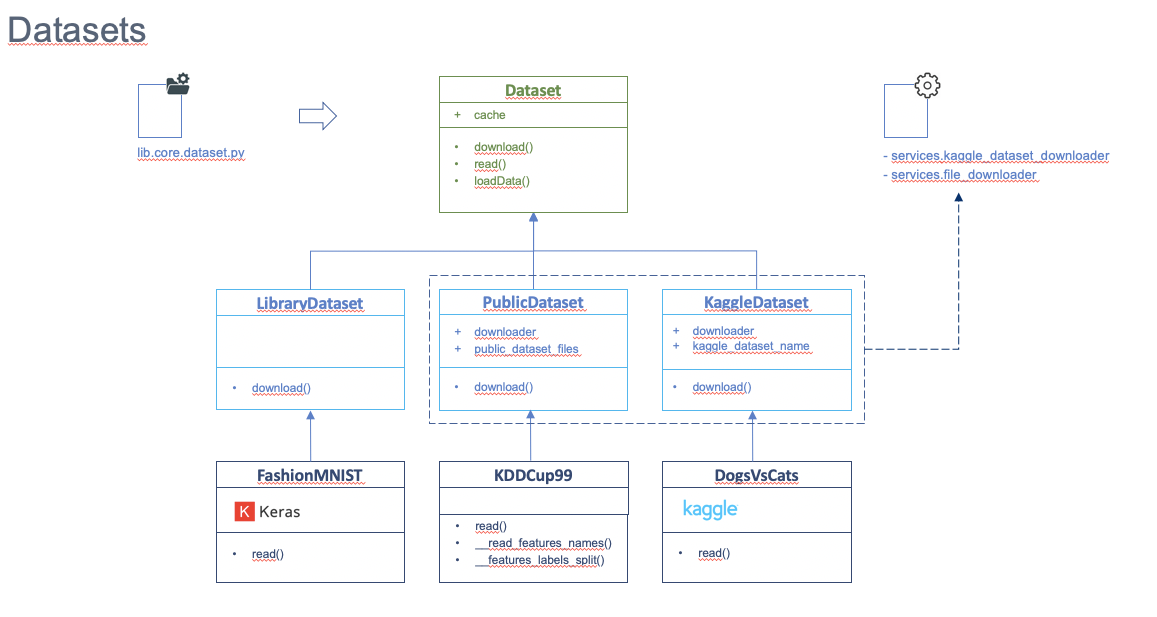 Datasets
lib.core.dataset.py
Dataset
+ cache
• download()
• read()
• loadData()
- services.kaggle_dataset_downloader
- services.file_downloader
LibraryDataset
• download()
PublicDataset
+ downloader
+ public_dataset_files
• download()
KaggleDataset
+ downloader
+ kaggle_dataset_name
• download()
FashionMNIST
K Keras
• read()
KDDCup99
• read()
• __read_features_names()
• __features_labels_split()
DogsVsCats
kaggle
• read()